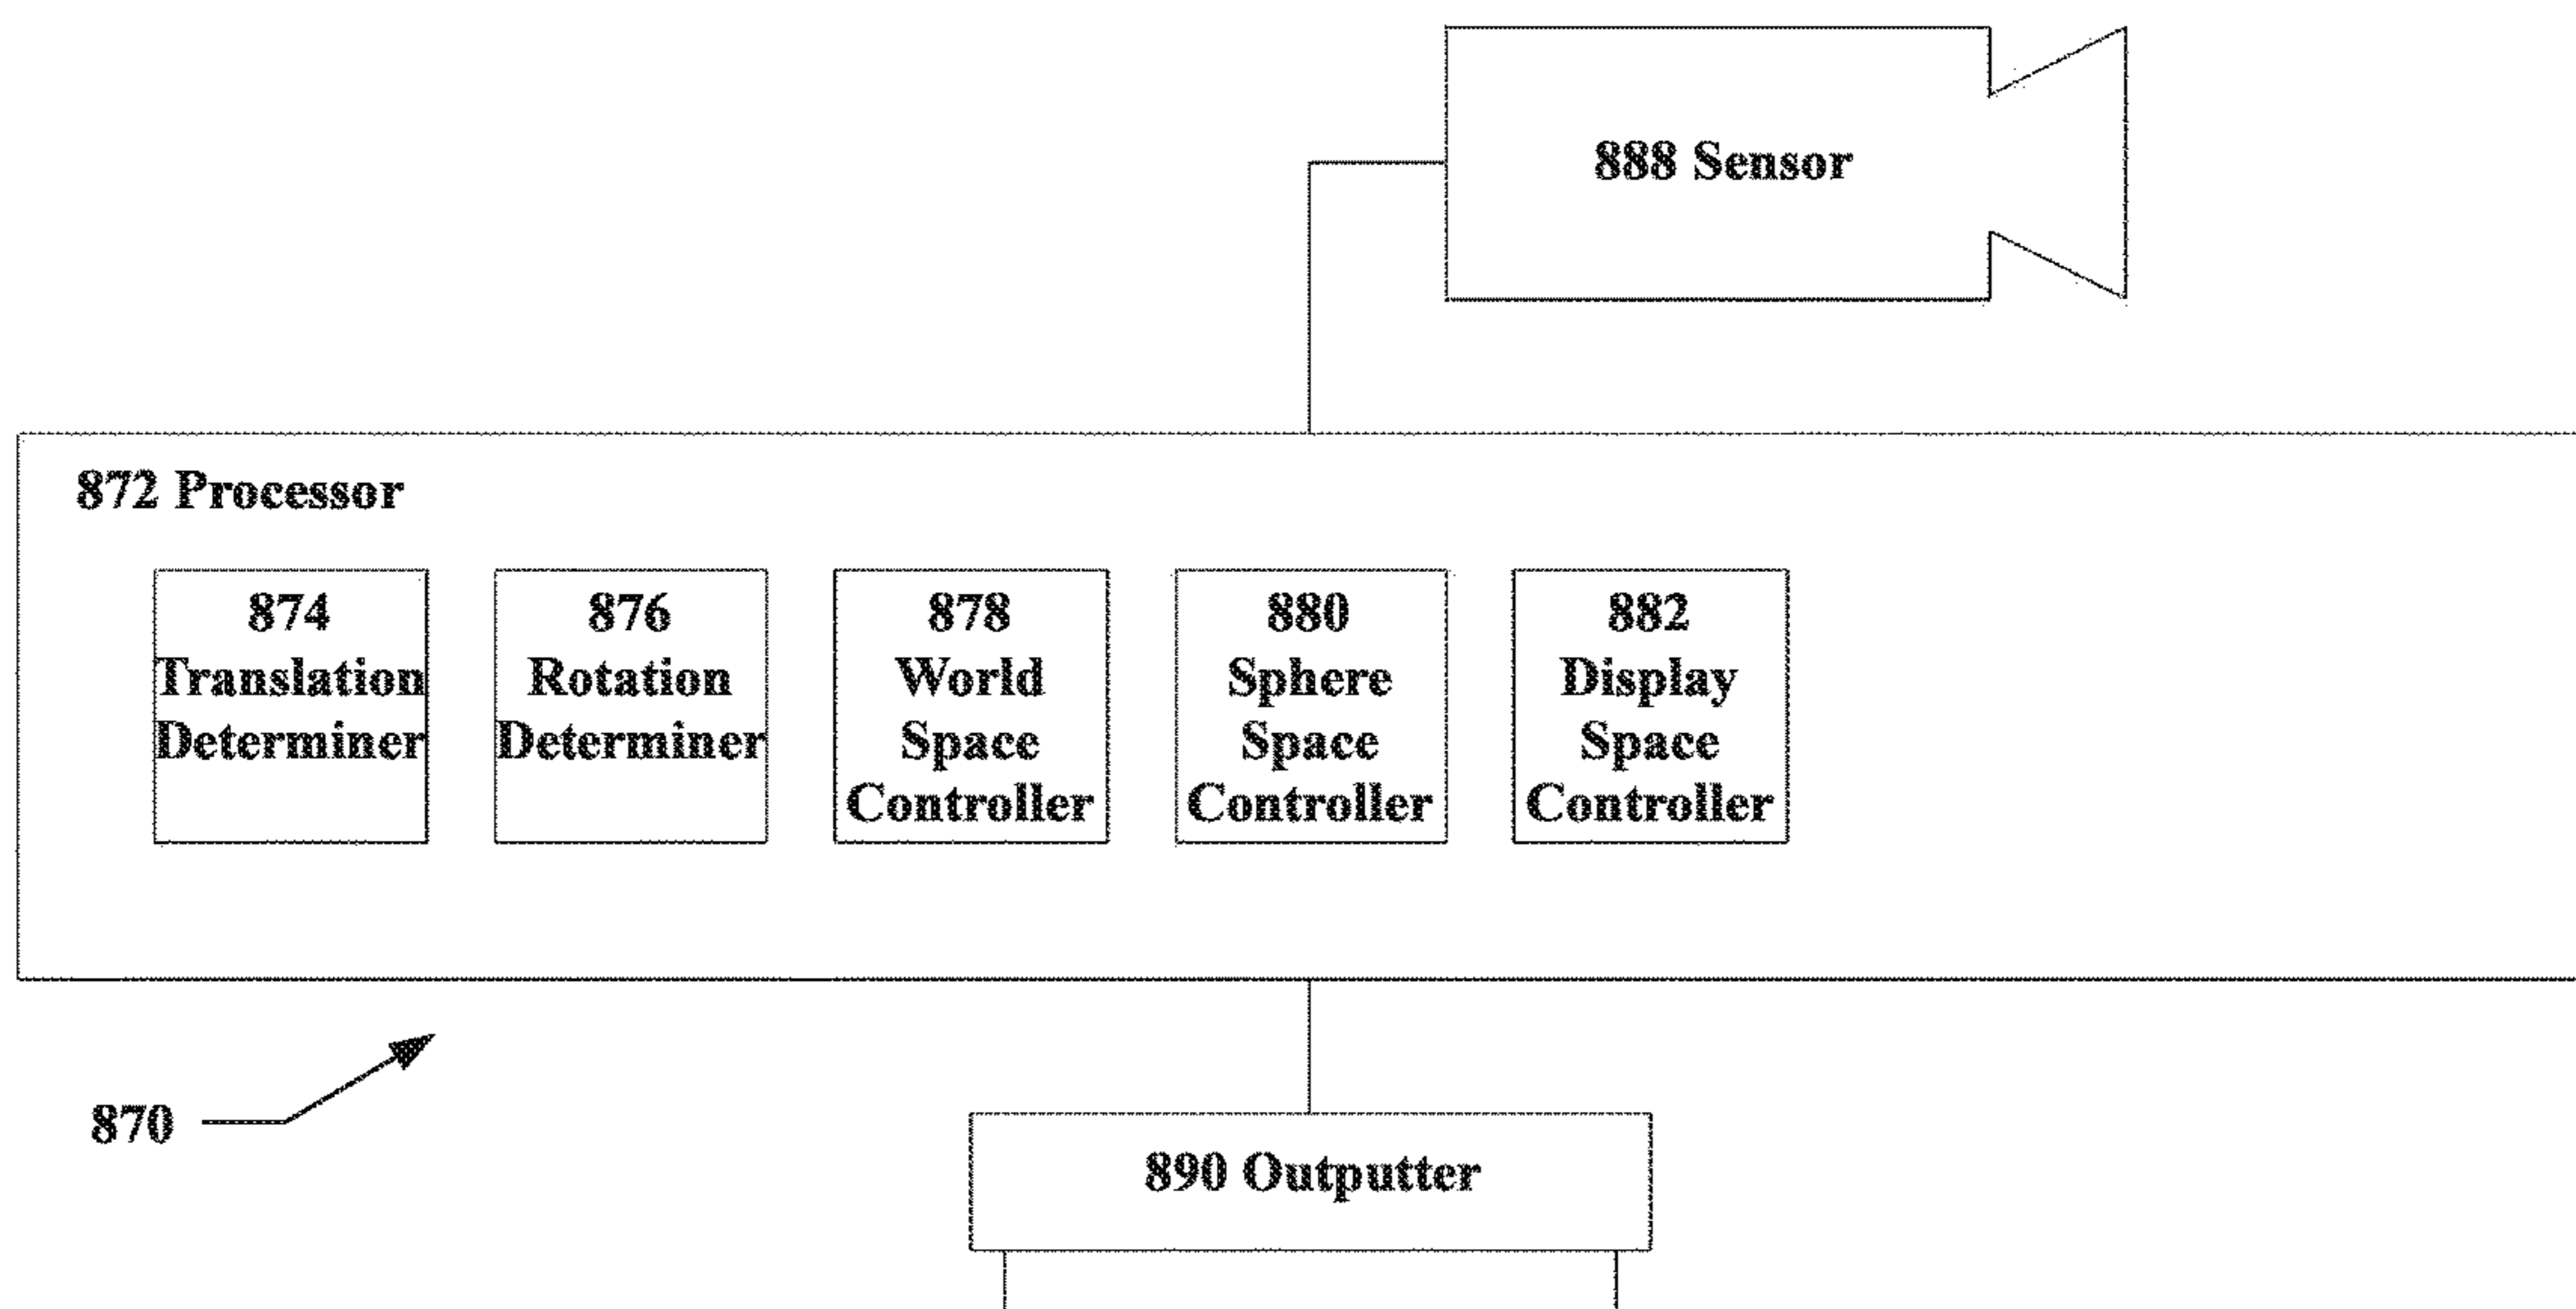 888 Sensor
872 Processor
874
Translation
Determiner
876
Rotation
Determiner
878
World
Space
Controller
880
Sphere
Space
Controller
882
Display
Space
Controller
870
890 Outputter